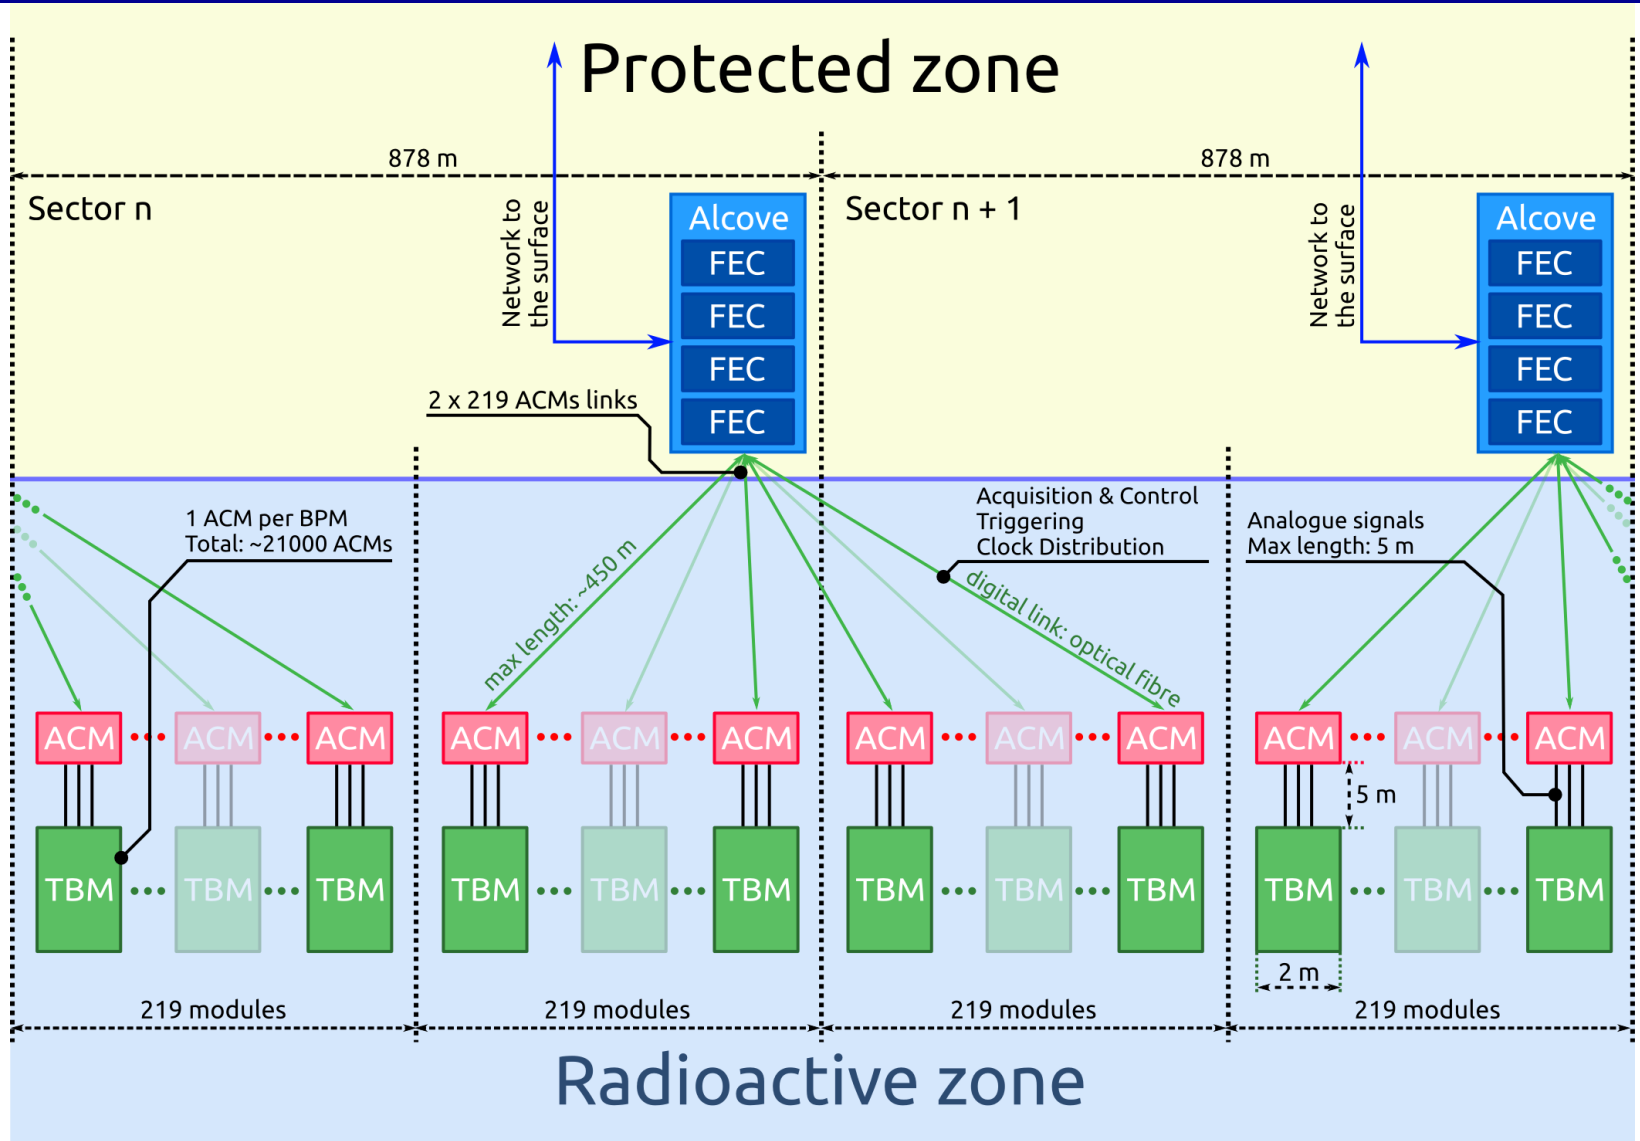 Protected zone
878 m
878 m
Sector n
Sector n + 1
Network to
the surface
Alcove
FEC
FEC
FEC
FEC
Network to
the surface
Alcove
FEC
FEC
FEC
FEC
2 x 219 ACMs links
1 ACM per BPM
Total: ~21000 ACMs
max length: ~450 m
Acquisition & Control
Triggering
Clock Distribution
digital link: optical fibre
Analogue signals
Max length: 5 m
ACM ACM ACM ACM ACM ACM ACM ACM ACM ACM ACM ACM
5 m
TBM TBM TBM TBM TBM TBM TBM TBM TBM TBM TBM TBM
2 m
219 modules 219 modules 219 modules 219 modules
Radioactive zone